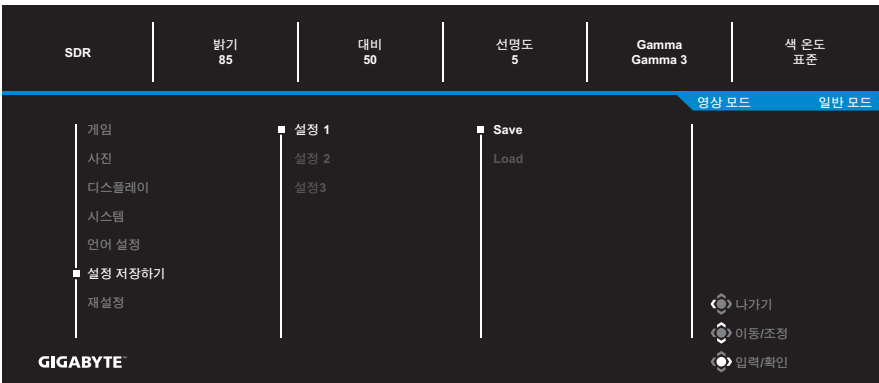 SDR
밝기
85
대비
50
선명도
5
Gamma
Gamma 3
색 온도
표준
영상 모드 일반 모드
게임
사진
디스플레이
시스템
언어 설정
설정 저장하기
재설정
설정 1
설정 2
설정3
Save
Load
나가기
이동/조정
입력/확인
GIGABYTE™